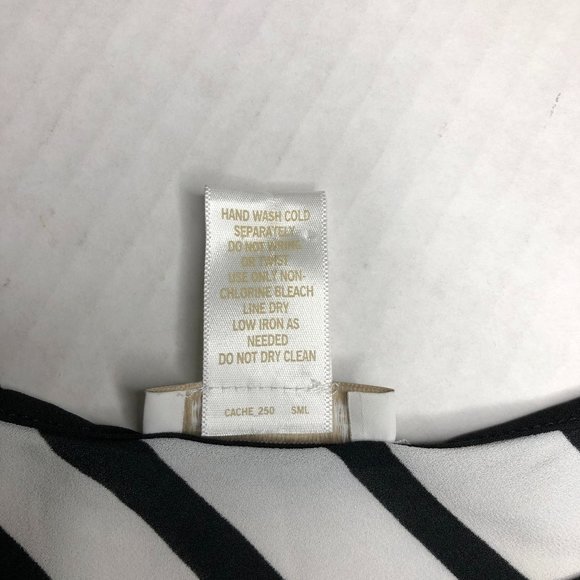 HAND WASH COLD
SEPARATELY
DO NOT WRING
OR TWIST
USE ONLY NON-
CHLORINE BLEACH
LINE DRY
LOW IRON AS
NEEDED
DO NOT DRY CLEAN
CACHE_250 SML